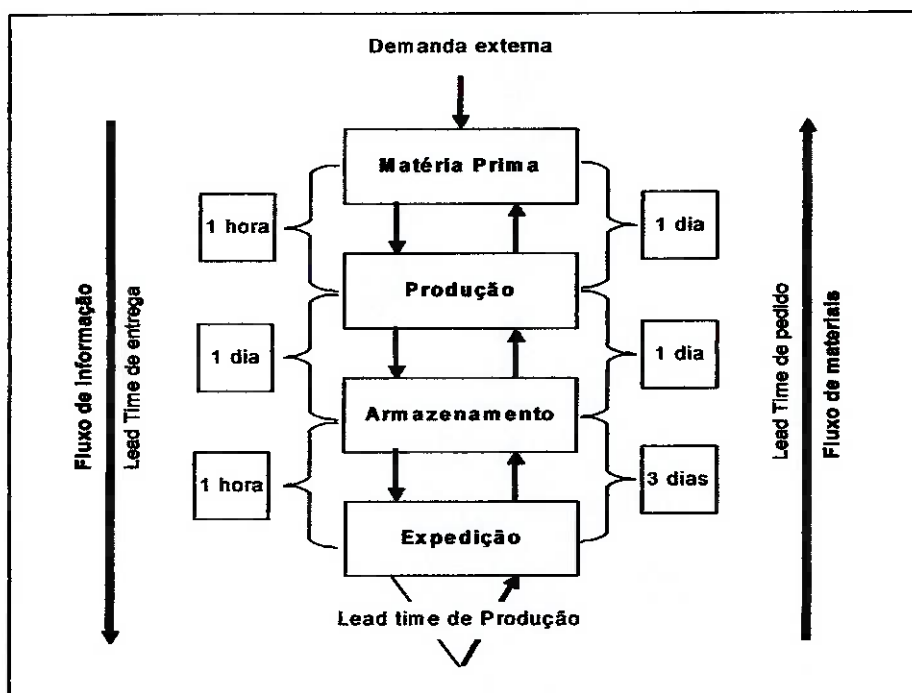 Demanda externa
Matéria Prima
1 hora
1 dia
Produção
1 dia
1 dia
Armazenamento
1 hora
3 dias
Expedição
Lead time de Produção
Fluxo de Informação
Lead Time de entrega
Lead Time de pedido
Fluxo de materiais